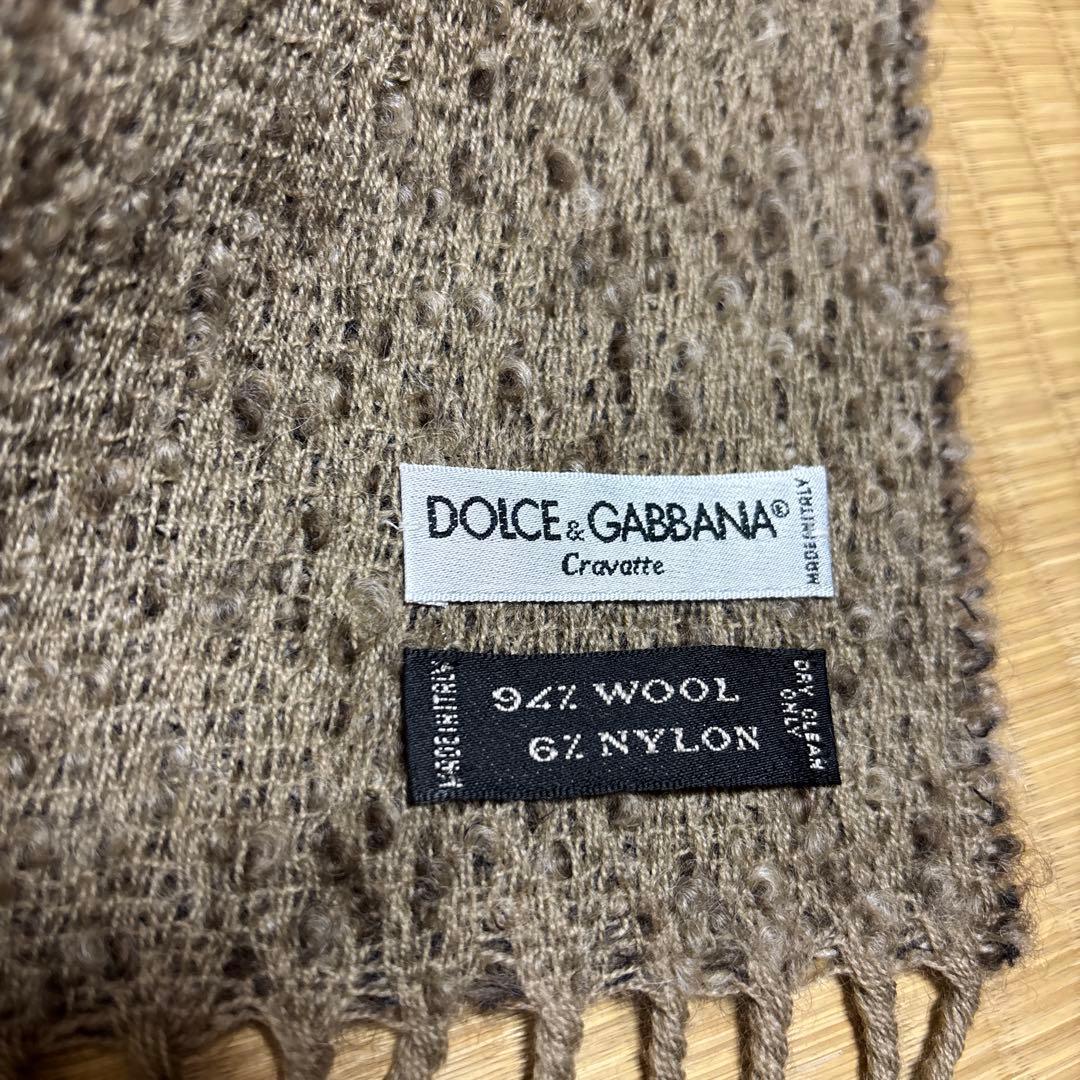 DOLCE & GABBANA®
Cravatte
MADE IN ITALY
MADE IN ITALY
94% WOOL
6% NYLON
DRY CLEAN
ONLY